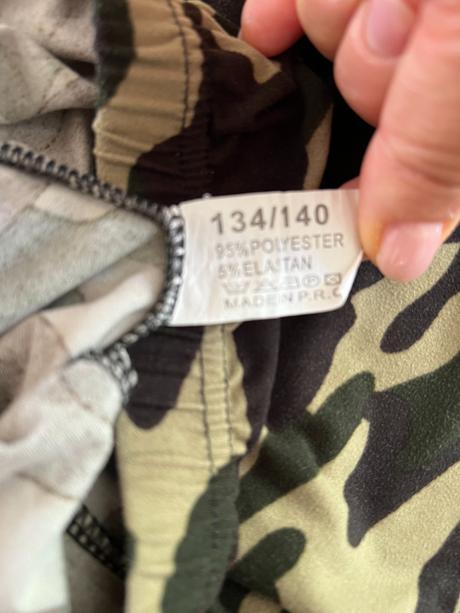 134/140
95%POLYESTER
5%ELASTAN
MADE IN P.R.C